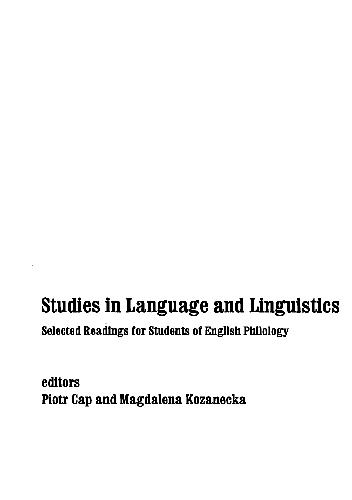 Studies in Language and Linguistics
Selected Readings for Students of English Philology
editors
Piotr Cap and Magdalena Kozanecka